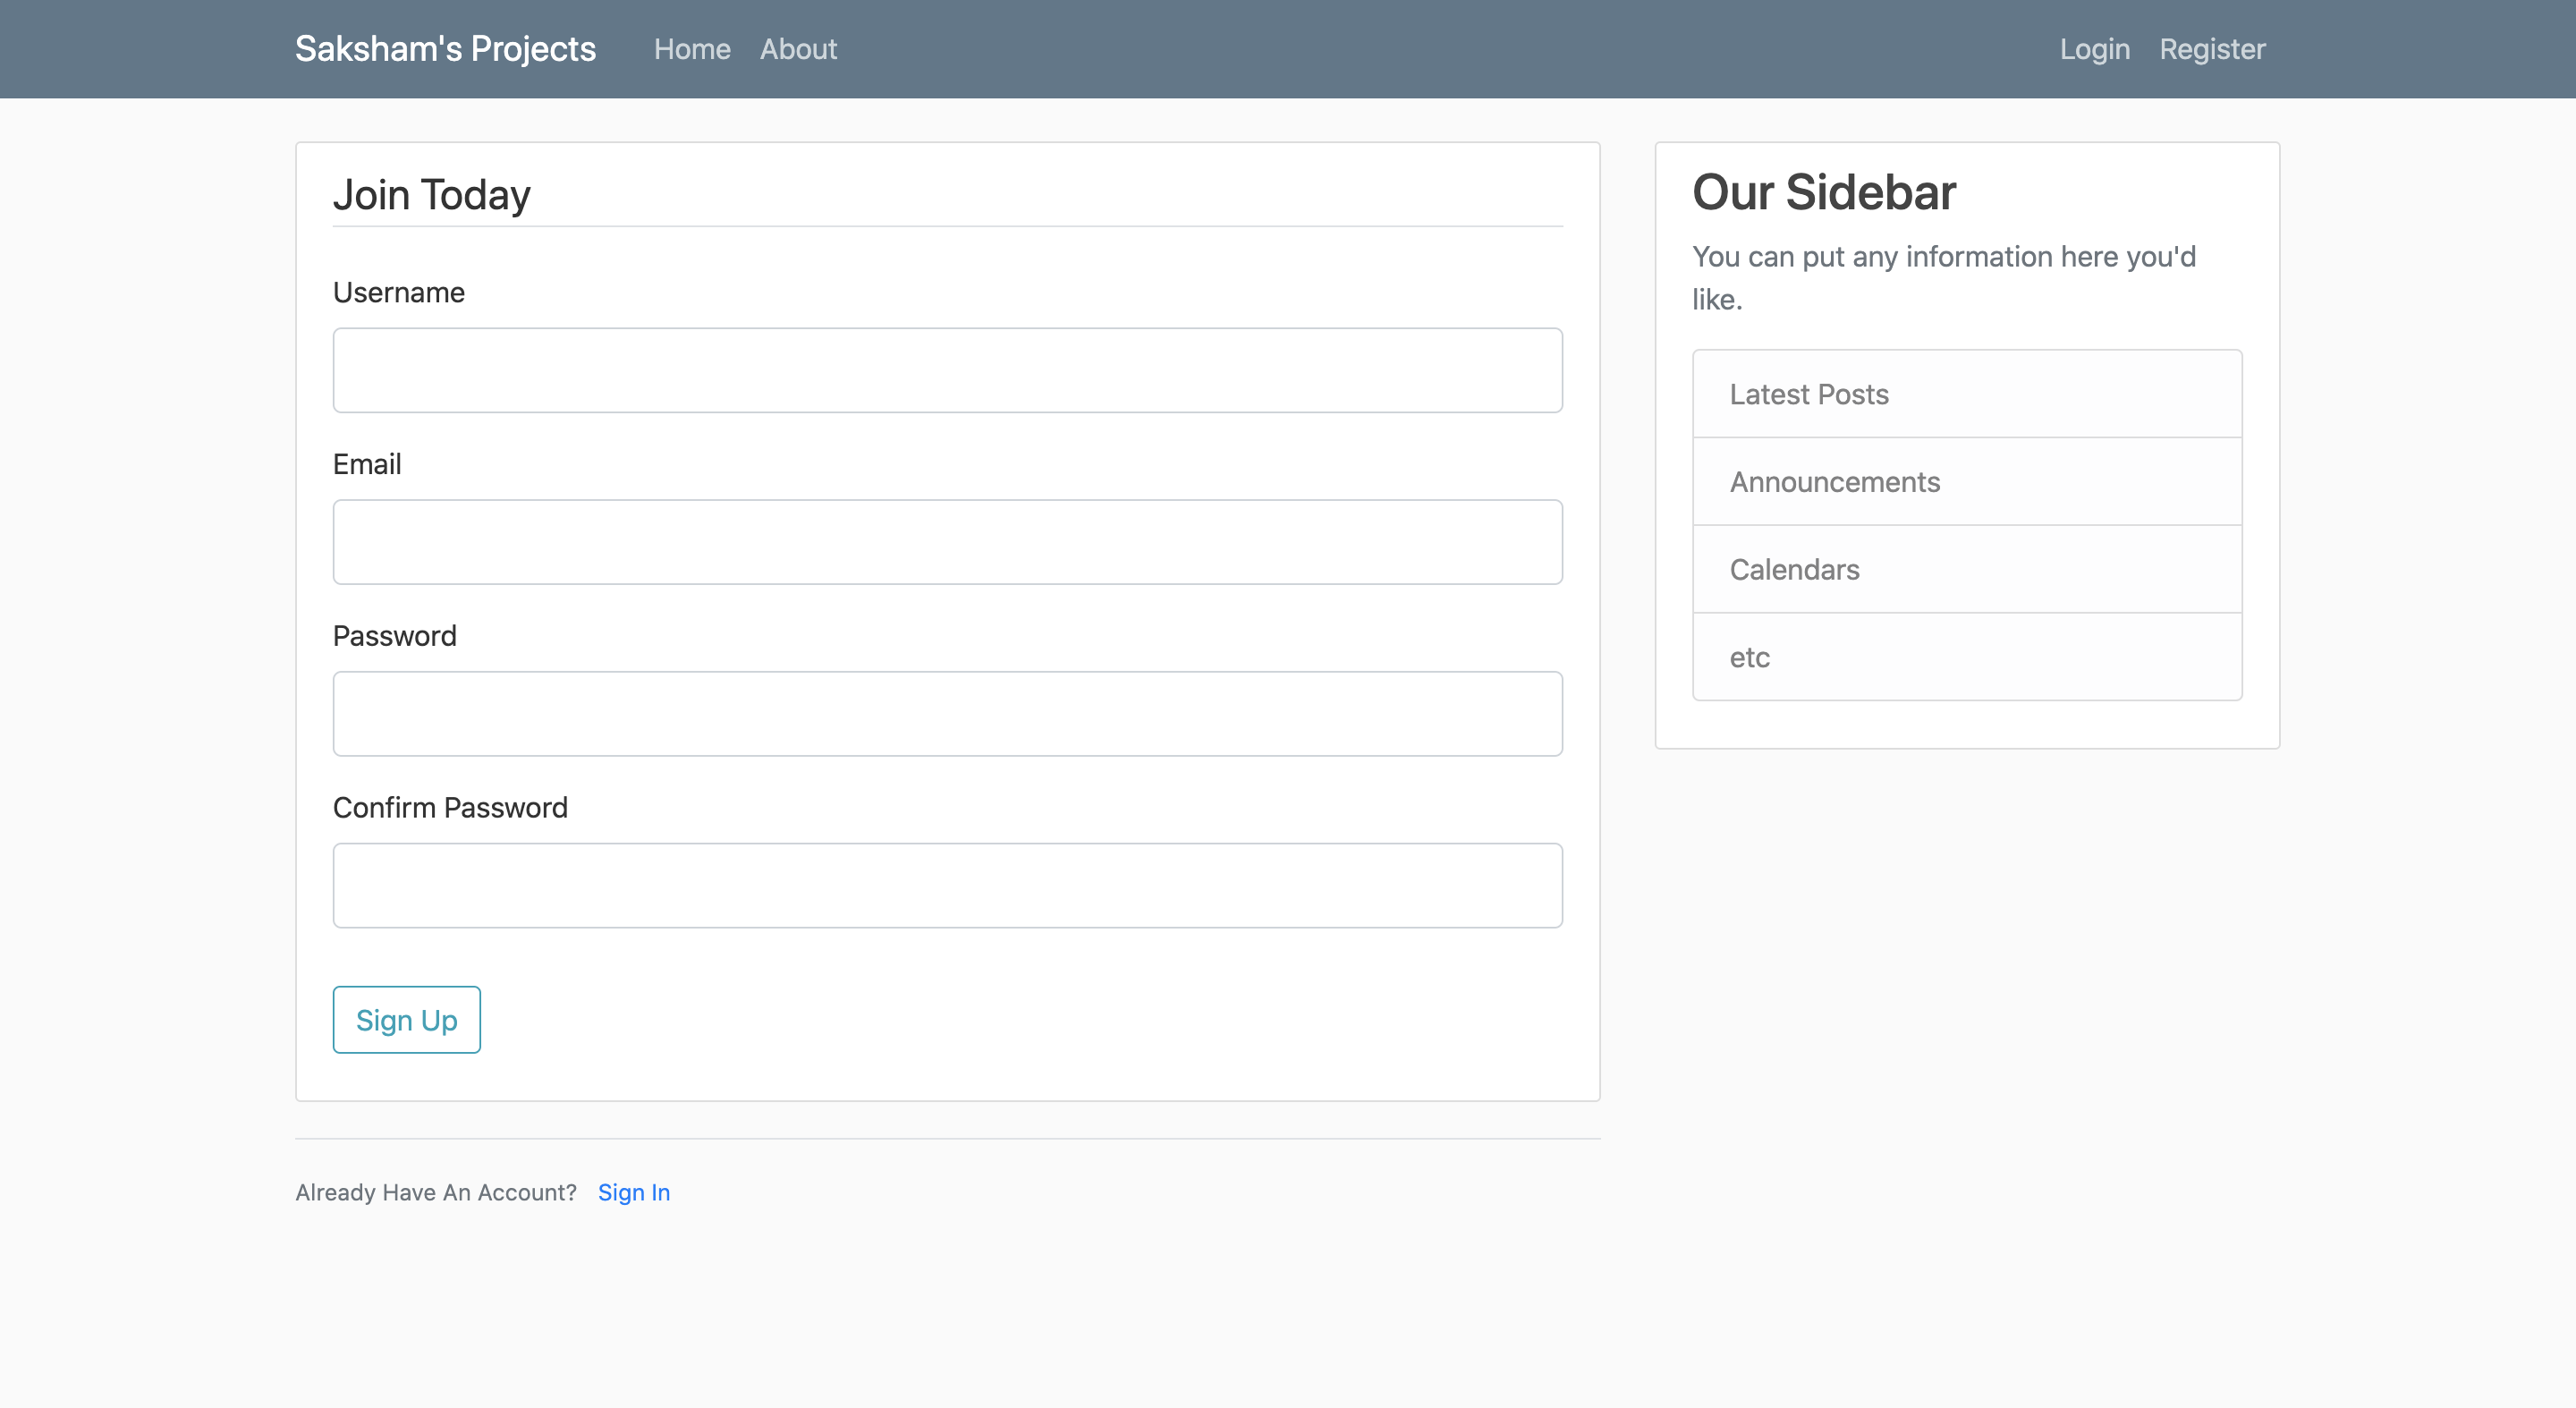 Saksham's Projects Home About Login Register
Join Today
Username
Email
Password
Confirm Password
Sign Up
Already Have An Account? Sign In
Our Sidebar
You can put any information here you'd
like.
Latest Posts
Announcements
Calendars
etc